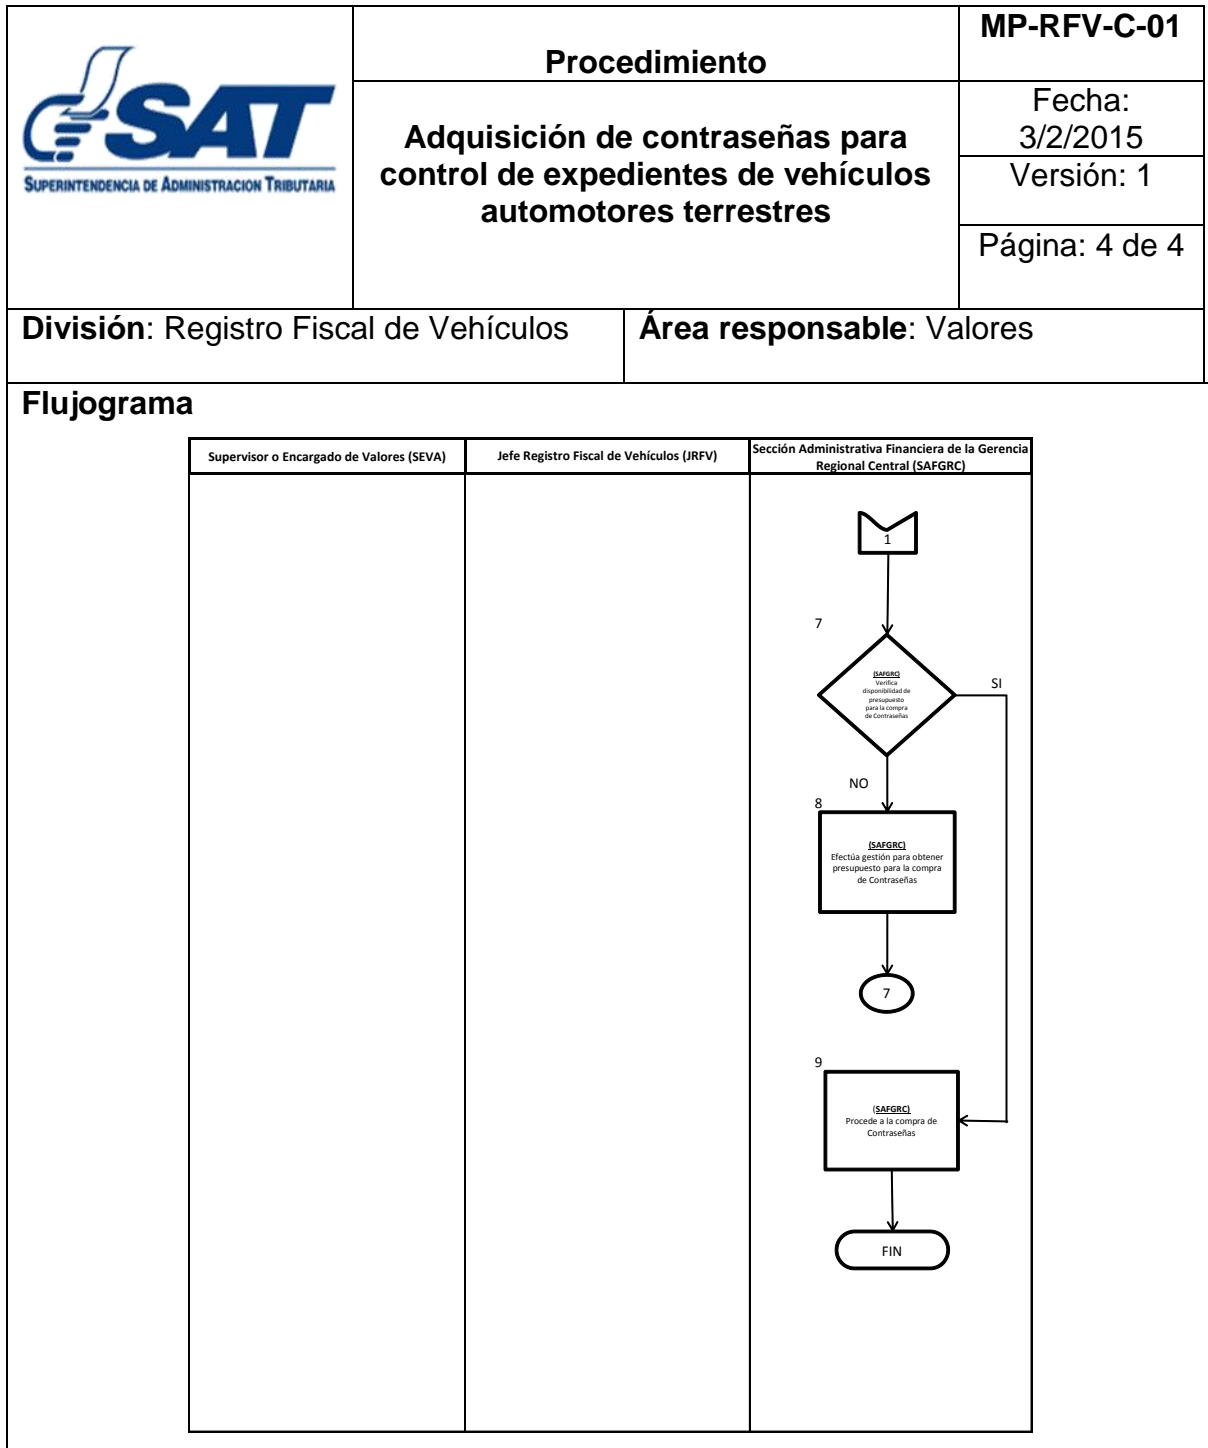 SAT
SUPERINTENDENCIA DE ADMINISTRACION TRIBUTARIA
Procedimiento
Adquisición de contraseñas para
control de expedientes de vehículos
automotores terrestres
MP-RFV-C-01
Fecha:
3/2/2015
Versión: 1
Página: 4 de 4
División: Registro Fiscal de Vehículos
Área responsable: Valores
Flujograma
Supervisor o Encargado de Valores (SEVA)
Jefe Registro Fiscal de Vehículos (JRFV)
Sección Administrativa Financiera de la Gerencia
Regional Central (SAFGRC)
1
7
(SAFGRC)
Verifica
disponibilidad de
presupuesto
para la compra
de Contraseñas
SI
NO
8
(SAFGRC)
Efectúa gestión para obtener
presupuesto para la compra
de Contraseñas
7
9
(SAFGRC)
Procede a la compra de
Contraseñas
FIN